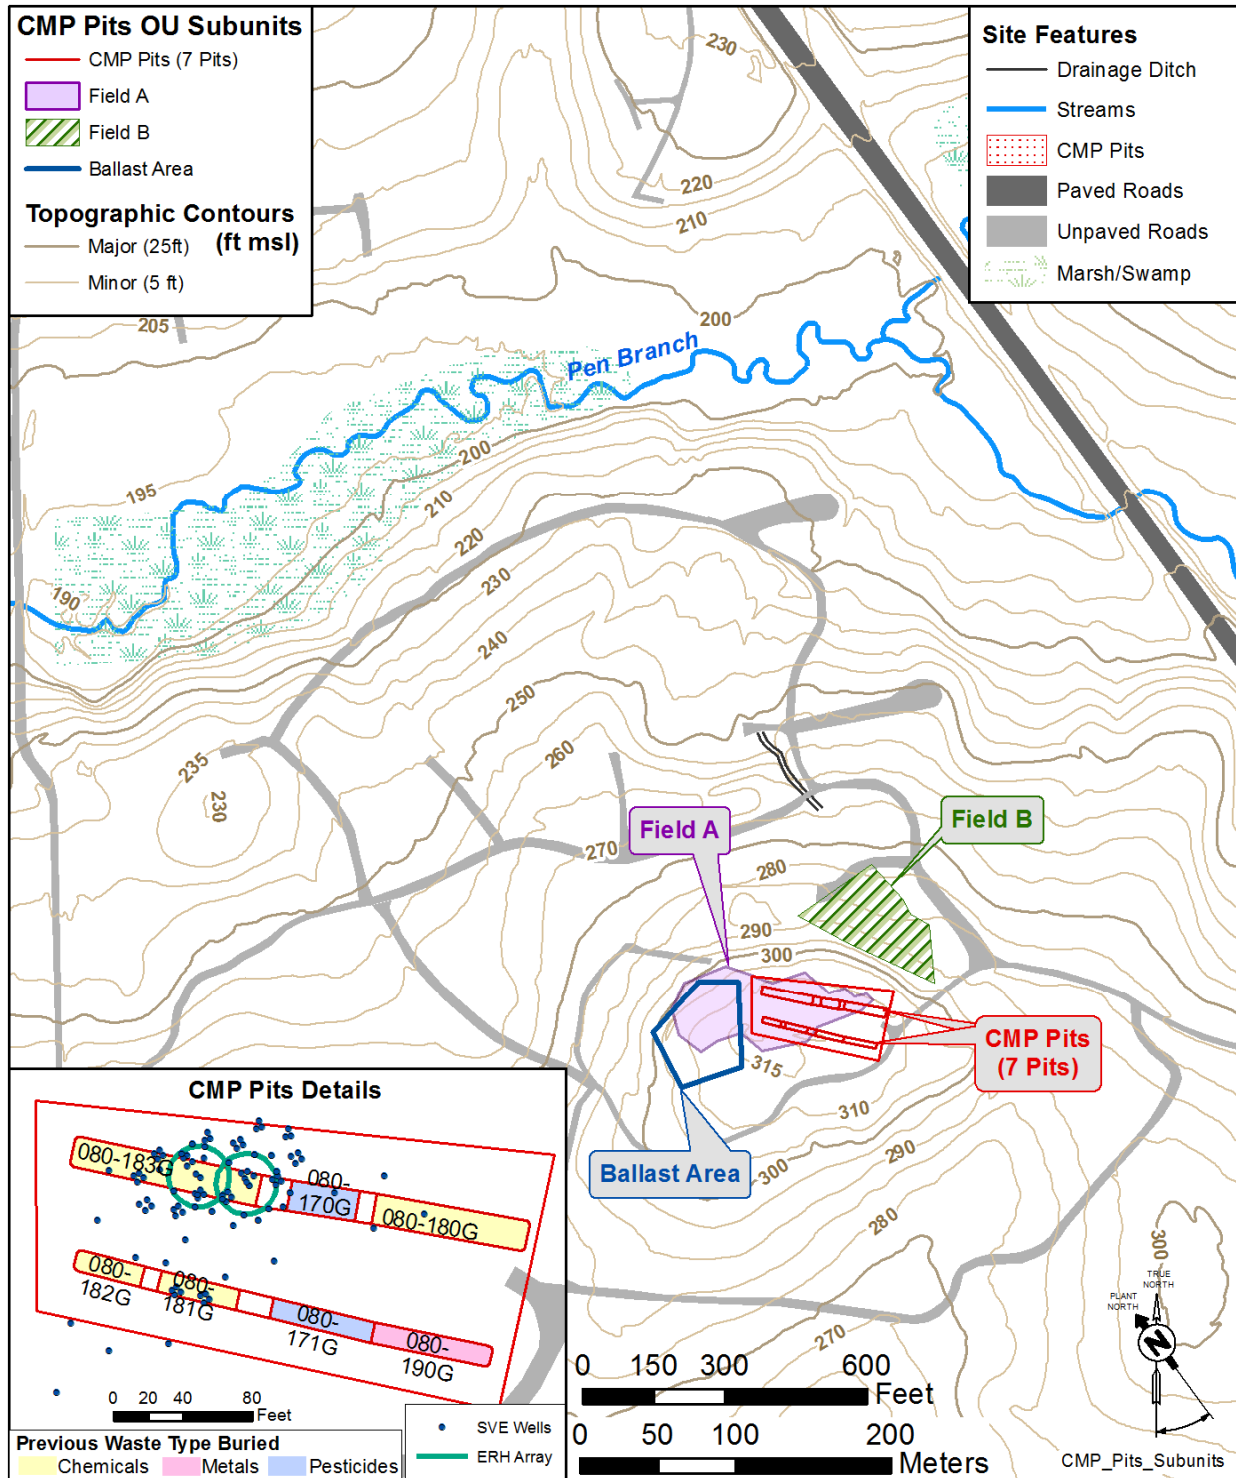 CMP Pits OU Subunits
CMP Pits (7 Pits)
Field A
Field B
Ballast Area
Topographic Contours
(ft msl)
Major (25ft)
Minor (5 ft)
Site Features
Drainage Ditch
Streams
CMP Pits
Paved Roads
Unpaved Roads
Marsh/Swamp
230
220
210
205
200
Pen Branch
200
195
210
220
190
230
240
250
235
260
230
Field A
Field B
270
280
290
300
CMP Pits
(7 Pits)
315
310
290
Ballast Area
300
280
300
270
CMP Pits Details
080-183G
080-
170G
080-180G
080-
182G
080-
181G
080-
171G
080-
190G
0 20 40 80
Feet
SVE Wells
ERH Array
Previous Waste Type Buried
Chemicals Metals Pesticides
0 150 300 600
Feet
0 50 100 200
Meters
TRUE
NORTH
PLANT
NORTH
N
CMP_Pits_Subunits